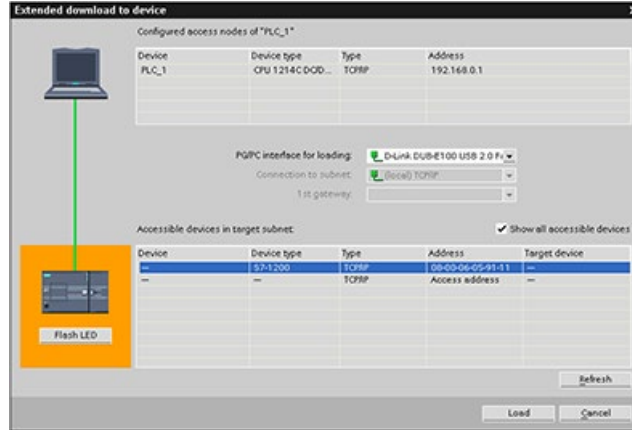 Extended download to device
Configured access nodes of "PLC_1"
Device Device type Type Address
PLC_1 CPU 1214C DC/D... TCP/IP 192.168.0.1
PG/PC interface for loading: D-Link DUB-E100 USB 2.0 Fa
Connection to subnet: (local) TCP/IP
1st gateway:
Accessible devices in target subnet: Show all accessible devices
Device Device type Type Address Target device
— S7-1200 TCP/IP 08-00-06-05-91-11 —
— — TCP/IP Access address —
Flash LED
Refresh
Load Cancel